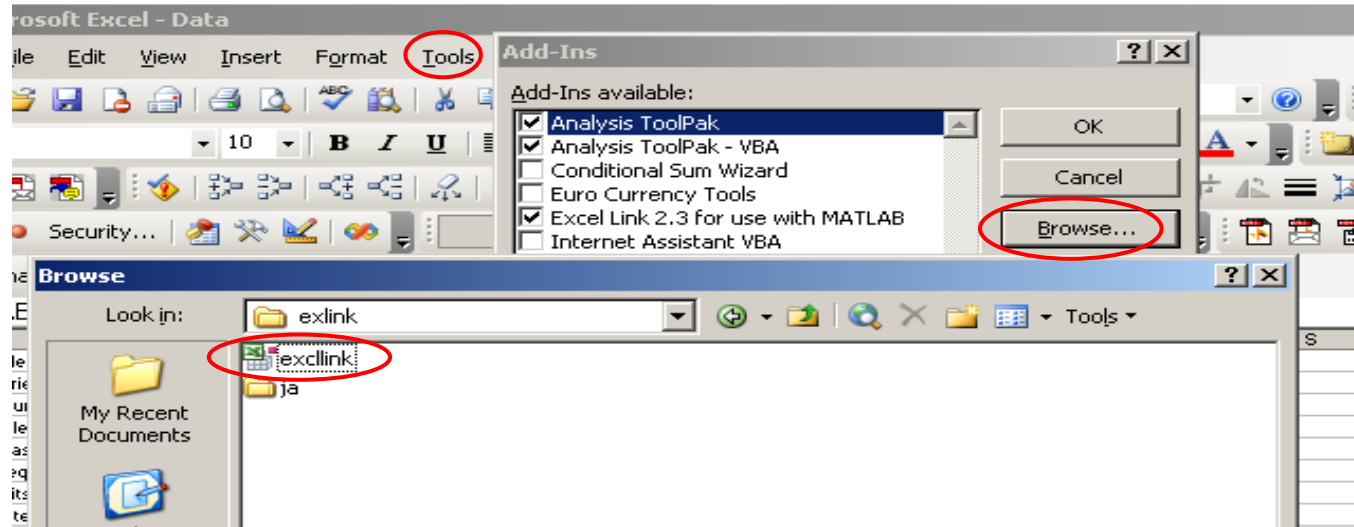 rosoft Excel - Data
ile Edit View Insert Format Tools
Add-Ins
Add-Ins available:
Analysis ToolPak
Analysis ToolPak - VBA
Conditional Sum Wizard
Euro Currency Tools
Excel Link 2.3 for use with MATLAB
Internet Assistant VBA
OK
Cancel
Browse...
ABC
10 B I U
A
Security...
Browse
Look in: exlink
Tools
excllink
ja
My Recent
Documents
S